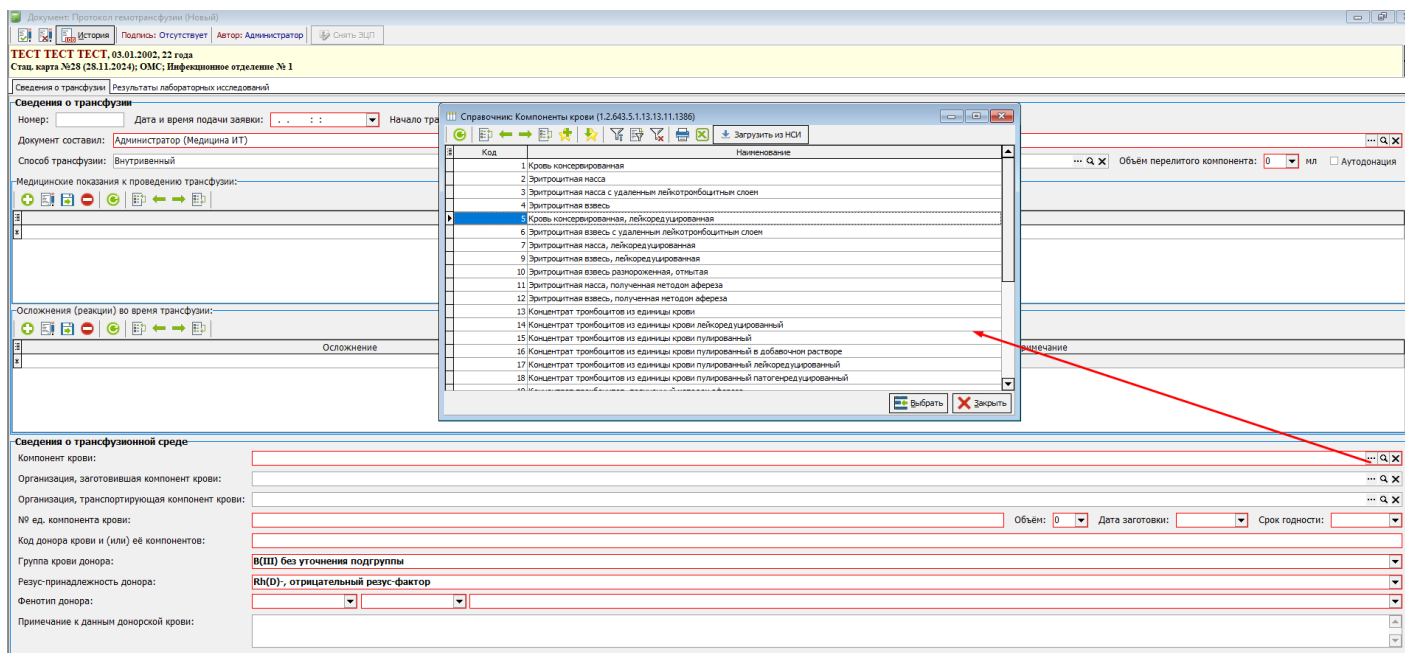 Документ: Протокол гемотрансфузии (Новый)
История Подпись: Отсутствует Автор: Администратор Снять ЭЦП
ТЕСТ ТЕСТ ТЕСТ, 03.01.2002, 22 года
Стац. карта №28 (28.11.2024); ОМС; Инфекционное отделение № 1
Сведения о трансфузии Результаты лабораторных исследований
Сведения о трансфузии
Номер: Дата и время подачи заявки: . . : : Начало тра
Документ составил: Администратор (Медицина ИТ)
Способ трансфузии: Внутривенный Объём перелитого компонента: 0 мл Аутодонация
Медицинские показания к проведению трансфузии:
Осложнения (реакции) во время трансфузии:
Осложнение римечание
Справочник: Компоненты крови (1.2.643.5.1.13.13.11.1386)
Загрузить из НСИ
Код Наименование
1 Кровь консервированная
2 Эритроцитная масса
3 Эритроцитная масса с удаленным лейкотромбоцитным слоем
4 Эритроцитная взвесь
5 Кровь консервированная, лейкоредуцированная
6 Эритроцитная взвесь с удаленным лейкотромбоцитным слоем
7 Эритроцитная масса, лейкоредуцированная
9 Эритроцитная взвесь, лейкоредуцированная
10 Эритроцитная взвесь размороженная, отмытая
11 Эритроцитная масса, полученная методом афереза
12 Эритроцитная взвесь, полученная методом афереза
13 Концентрат тромбоцитов из единицы крови
14 Концентрат тромбоцитов из единицы крови лейкоредуцированный
15 Концентрат тромбоцитов из единицы крови пулированный
16 Концентрат тромбоцитов из единицы крови пулированный в добавочном растворе
17 Концентрат тромбоцитов из единицы крови пулированный лейкоредуцированный
18 Концентрат тромбоцитов из единицы крови пулированный патогенредуцированный
Выбрать Закрыть
Сведения о трансфузионной среде
Компонент крови:
Организация, заготовившая компонент крови:
Организация, транспортирующая компонент крови:
№ ед. компонента крови: Объём: 0 Дата заготовки: Срок годности:
Код донора крови и (или) её компонентов:
Группа крови донора: B(III) без уточнения подгруппы
Резус-принадлежность донора: Rh(D)-, отрицательный резус-фактор
Фенотип донора:
Примечание к данным донорской крови: